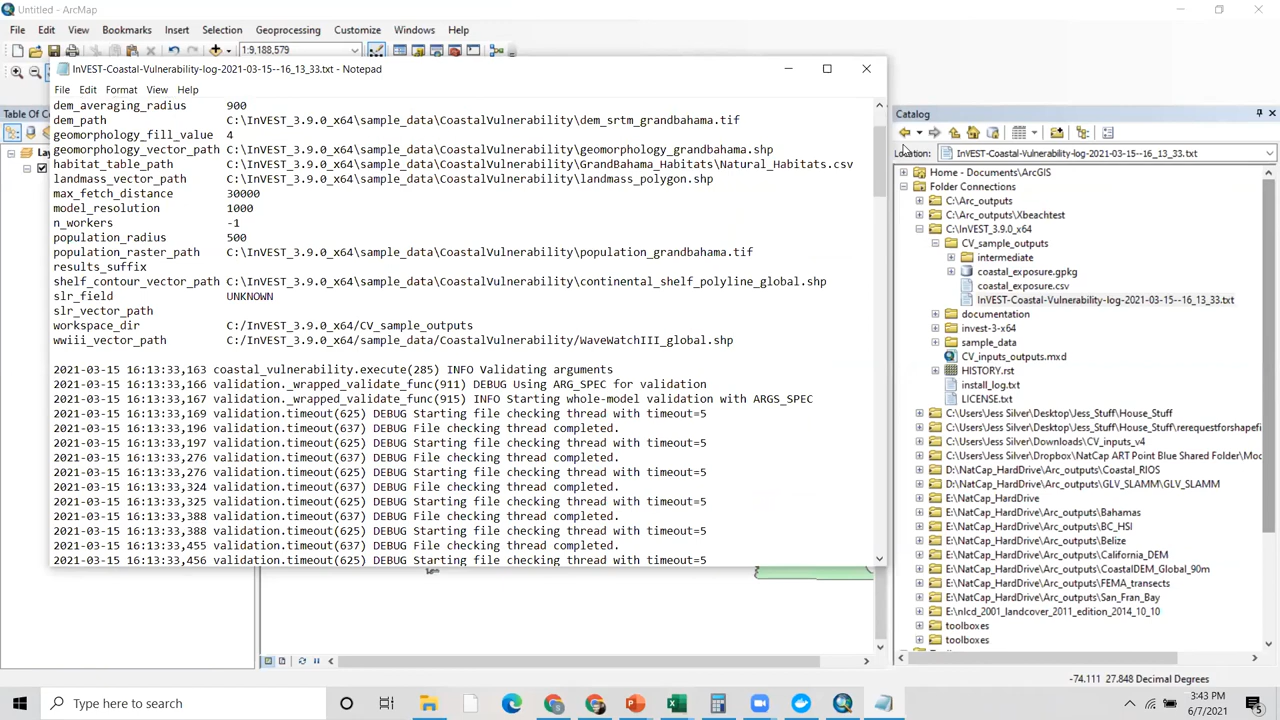 Untitled - ArcMap
File Edit View Bookmarks Insert Selection Geoprocessing Customize Windows Help
1:9,188,579
InVEST-Coastal-Vulnerability-log-2021-03-15--16_13_33.txt - Notepad
File Edit Format View Help
dem_averaging_radius 900
dem_path C:\InVEST_3.9.0_x64\sample_data\CoastalVulnerability\dem_srtm_grandbahama.tif
geomorphology_fill_value 4
geomorphology_vector_path C:\InVEST_3.9.0_x64\sample_data\CoastalVulnerability\geomorphology_grandbahama.shp
habitat_table_path C:\InVEST_3.9.0_x64\sample_data\CoastalVulnerability\GrandBahama_Habitats\Natural_Habitats.csv
landmass_vector_path C:\InVEST_3.9.0_x64\sample_data\CoastalVulnerability\landmass_polygon.shp
max_fetch_distance 30000
model_resolution 1000
n_workers -1
population_radius 500
population_raster_path C:\InVEST_3.9.0_x64\sample_data\CoastalVulnerability\population_grandbahama.tif
results_suffix
shelf_contour_vector_path C:\InVEST_3.9.0_x64\sample_data\CoastalVulnerability\continental_shelf_polyline_global.shp
slr_field UNKNOWN
slr_vector_path
workspace_dir C:/InVEST_3.9.0_x64/CV_sample_outputs
wwiii_vector_path C:/InVEST_3.9.0_x64/sample_data/CoastalVulnerability/WaveWatchIII_global.shp
2021-03-15 16:13:33,163 coastal_vulnerability.execute(285) INFO Validating arguments
2021-03-15 16:13:33,166 validation._wrapped_validate_func(911) DEBUG Using ARG_SPEC for validation
2021-03-15 16:13:33,167 validation._wrapped_validate_func(915) INFO Starting whole-model validation with ARGS_SPEC
2021-03-15 16:13:33,169 validation.timeout(625) DEBUG Starting file checking thread with timeout=5
2021-03-15 16:13:33,196 validation.timeout(637) DEBUG File checking thread completed.
2021-03-15 16:13:33,197 validation.timeout(625) DEBUG Starting file checking thread with timeout=5
2021-03-15 16:13:33,276 validation.timeout(637) DEBUG File checking thread completed.
2021-03-15 16:13:33,276 validation.timeout(625) DEBUG Starting file checking thread with timeout=5
2021-03-15 16:13:33,324 validation.timeout(637) DEBUG File checking thread completed.
2021-03-15 16:13:33,325 validation.timeout(625) DEBUG Starting file checking thread with timeout=5
2021-03-15 16:13:33,388 validation.timeout(637) DEBUG File checking thread completed.
2021-03-15 16:13:33,388 validation.timeout(625) DEBUG Starting file checking thread with timeout=5
2021-03-15 16:13:33,455 validation.timeout(637) DEBUG File checking thread completed.
2021-03-15 16:13:33,456 validation.timeout(625) DEBUG Starting file checking thread with timeout=5
Table Of C
Lay
Catalog
Location: InVEST-Coastal-Vulnerability-log-2021-03-15--16_13_33.txt
Home - Documents\ArcGIS
Folder Connections
C:\Arc_outputs
C:\Arc_outputs\Xbeachtest
C:\InVEST_3.9.0_x64
CV_sample_outputs
intermediate
coastal_exposure.gpkg
coastal_exposure.csv
InVEST-Coastal-Vulnerability-log-2021-03-15--16_13_33.txt
documentation
invest-3-x64
sample_data
CV_inputs_outputs.mxd
HISTORY.rst
install_log.txt
LICENSE.txt
C:\Users\Jess Silver\Desktop\Jess_Stuff\House_Stuff
C:\Users\Jess Silver\Desktop\Jess_Stuff\House_Stuff\rerequestforshapefi
C:\Users\Jess Silver\Downloads\CV_inputs_v4
C:\Users\Jess Silver\Dropbox\NatCap ART Point Blue Shared Folder\Moc
D:\NatCap_HardDrive\Arc_outputs\Coastal_RIOS
D:\NatCap_HardDrive\Arc_outputs\GLV_SLAMM\GLV_SLAMM
E:\NatCap_HardDrive
E:\NatCap_HardDrive\Arc_outputs\Bahamas
E:\NatCap_HardDrive\Arc_outputs\BC_HSI
E:\NatCap_HardDrive\Arc_outputs\Belize
E:\NatCap_HardDrive\Arc_outputs\California_DEM
E:\NatCap_HardDrive\Arc_outputs\CoastalDEM_Global_90m
E:\NatCap_HardDrive\Arc_outputs\FEMA_transects
E:\NatCap_HardDrive\Arc_outputs\San_Fran_Bay
E:\nlcd_2001_landcover_2011_edition_2014_10_10
toolboxes
toolboxes
-74.111 27.848 Decimal Degrees
Type here to search
3:43 PM
6/7/2021
5